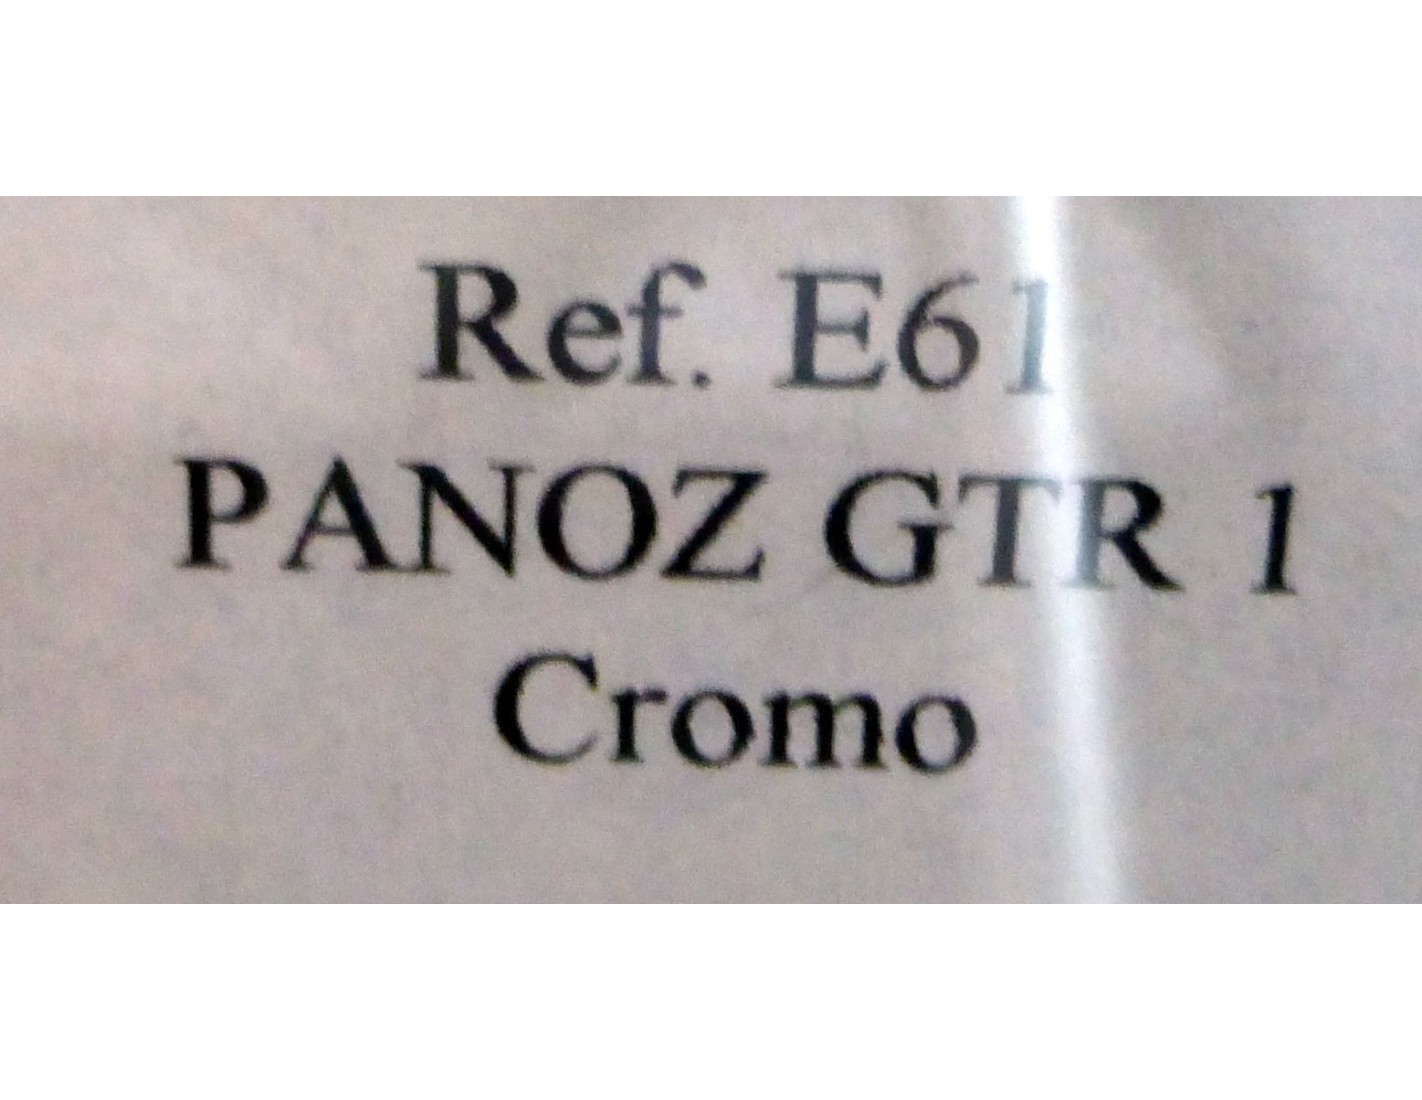 Ref. E61
PANOZ GTR 1
Cromo